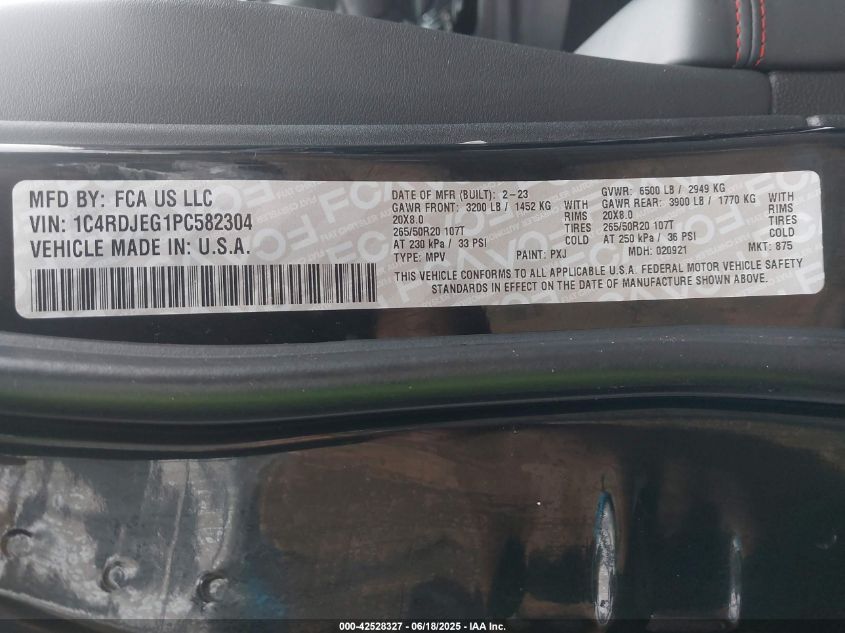 MFD BY: FCA US LLC
VIN: 1C4RDJEG1PC582304
VEHICLE MADE IN: U.S.A.
DATE OF MFR (BUILT): 2-23 GVWR: 6500 LB / 2949 KG
GAWR FRONT: 3200 LB / 1452 KG WITH GAWR REAR: 3900 LB / 1770 KG WITH
20X8.0 RIMS 20X8.0 RIMS
265/50R20 107T TIRES 265/50R20 107T TIRES
AT 230 kPa / 33 PSI COLD AT 250 kPa / 36 PSI COLD
TYPE: MPV PAINT: PXJ MDH: 020921 MKT: 875
THIS VEHICLE CONFORMS TO ALL APPLICABLE U.S.A. FEDERAL MOTOR VEHICLE SAFETY
STANDARDS IN EFFECT ON THE DATE OF MANUFACTURE SHOWN ABOVE.
000-42528327 - 06/18/2025 - IAA Inc.